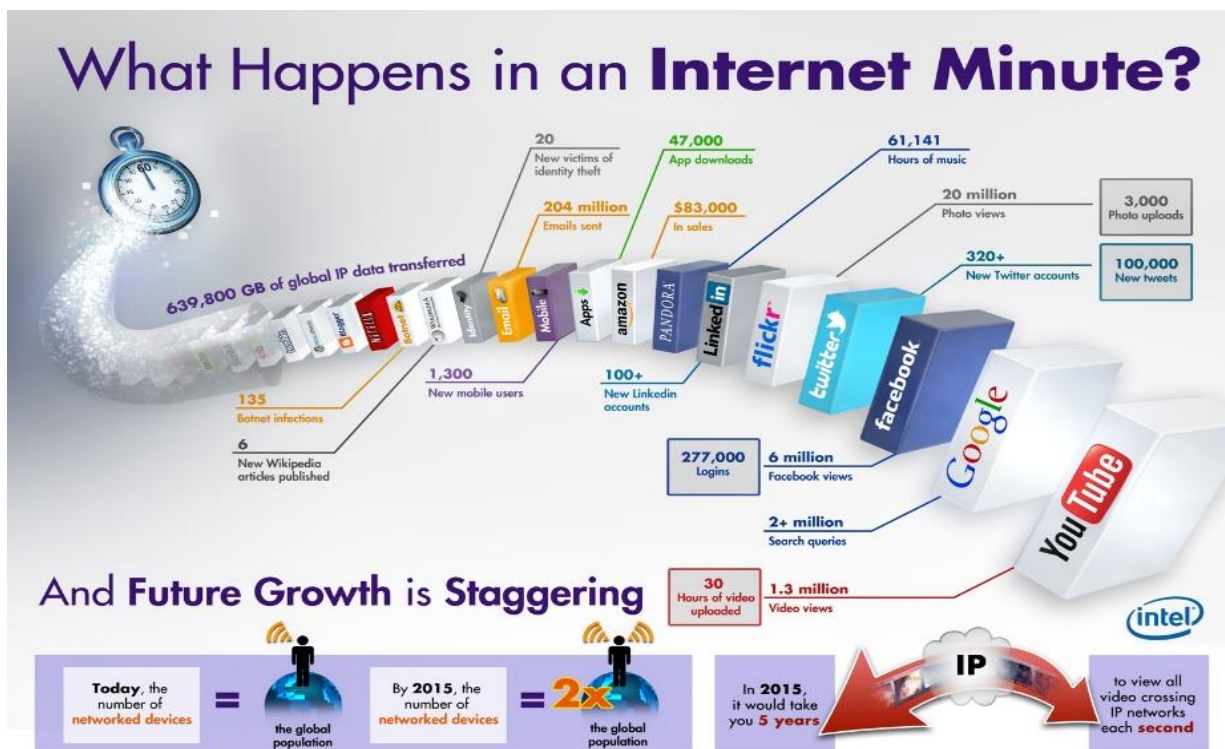 What Happens in an Internet Minute?
60
20
New victims of
identity theft
47,000
App downloads
61,141
Hours of music
204 million
Emails sent
$83,000
In sales
20 million
Photo views
3,000
Photo uploads
320+
New Twitter accounts
100,000
New tweets
639,800 GB of global IP data transferred
Blogger
NETFLIX
Botnet
WIKIPEDIA
Identity
Email
Mobile
Apps
amazon
PANDORA
Linked in
flickr
twitter
facebook
Google
YouTube
135
Botnet infections
6
New Wikipedia
articles published
1,300
New mobile users
100+
New Linkedin
accounts
277,000
Logins
6 million
Facebook views
2+ million
Search queries
30
Hours of video
uploaded
1.3 million
Video views
And Future Growth is Staggering
intel
Today, the
number of
networked devices
=
the global
population
By 2015, the
number of
networked devices
=
2x
the global
population
In 2015,
it would take
you 5 years
IP
to view all
video crossing
IP networks
each second